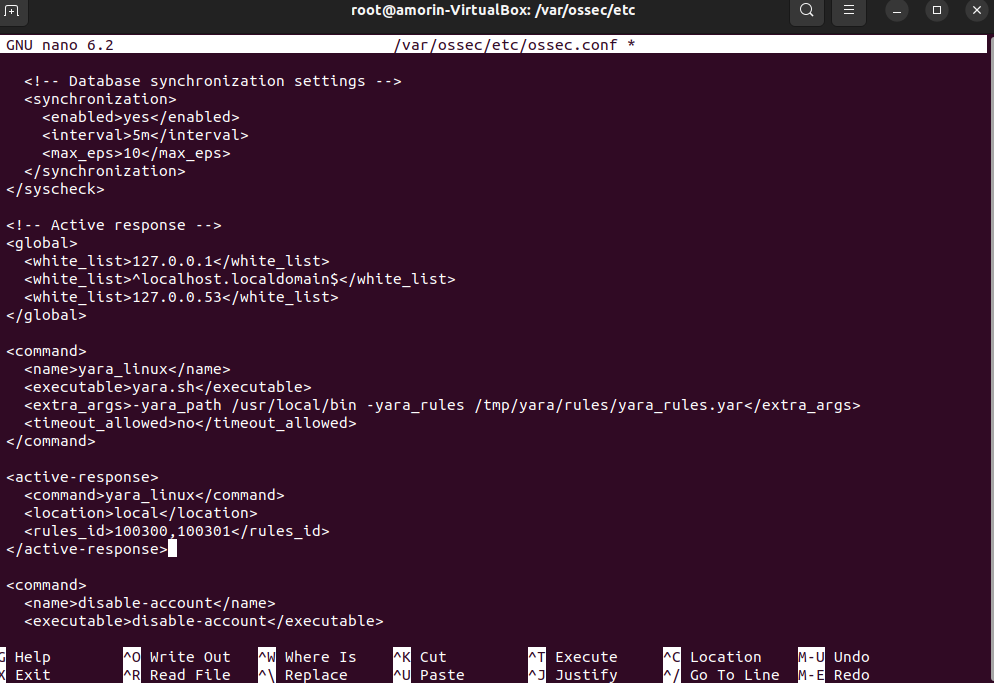 root@amorin-VirtualBox: /var/ossec/etc
GNU nano 6.2 /var/ossec/etc/ossec.conf *
<!-- Database synchronization settings -->
<synchronization>
<enabled>yes</enabled>
<interval>5m</interval>
<max_eps>10</max_eps>
</synchronization>
</syscheck>
<!-- Active response -->
<global>
<white_list>127.0.0.1</white_list>
<white_list>^localhost.localdomain$</white_list>
<white_list>127.0.0.53</white_list>
</global>
<command>
<name>yara_linux</name>
<executable>yara.sh</executable>
<extra_args>-yara_path /usr/local/bin -yara_rules /tmp/yara/rules/yara_rules.yar</extra_args>
<timeout_allowed>no</timeout_allowed>
</command>
<active-response>
<command>yara_linux</command>
<location>local</location>
<rules_id>100300,100301</rules_id>
</active-response>
<command>
<name>disable-account</name>
<executable>disable-account</executable>
G Help ^O Write Out ^W Where Is ^K Cut ^T Execute ^C Location M-U Undo
X Exit ^R Read File ^\ Replace ^U Paste ^J Justify ^/ Go To Line M-E Redo